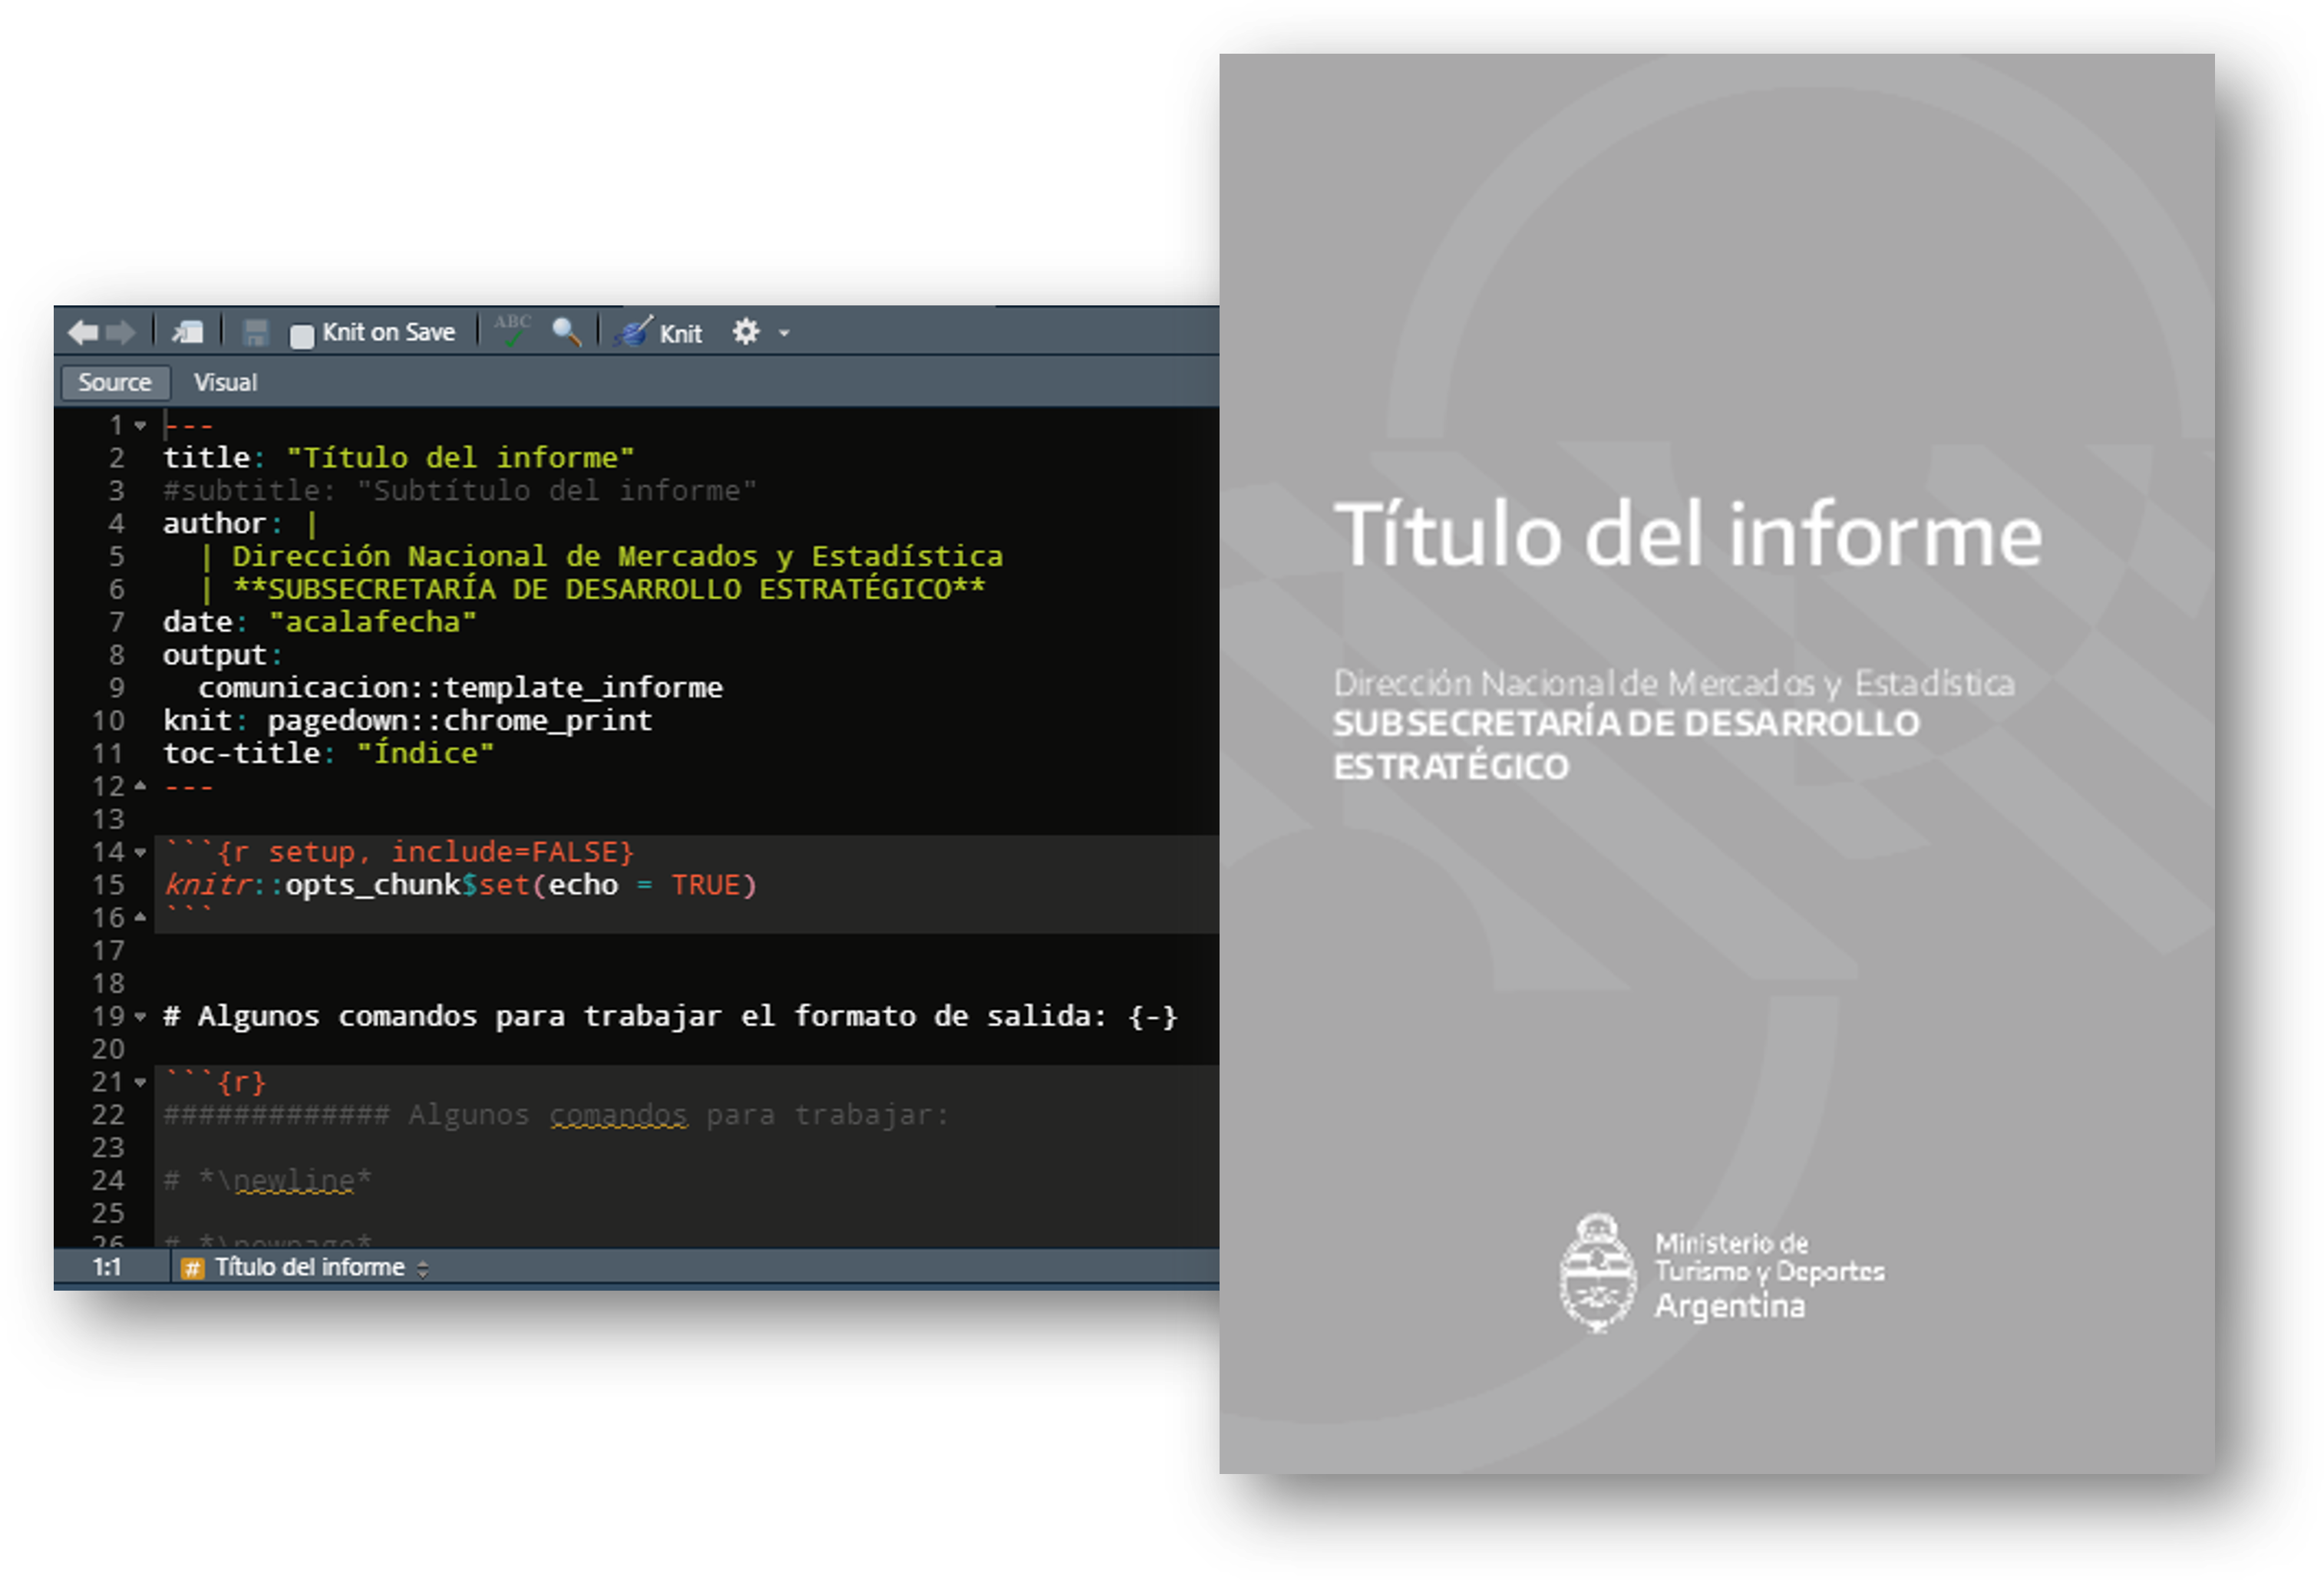 Knit on Save ABC Knit
Source Visual
1 ---
2 title: "Título del informe"
3 #subtitle: "Subtítulo del informe"
4 author: |
5 | Dirección Nacional de Mercados y Estadística
6 | **SUBSECRETARÍA DE DESARROLLO ESTRATÉGICO**
7 date: "acalafecha"
8 output:
9 comunicacion::template_informe
10 knit: pagedown::chrome_print
11 toc-title: "Índice"
12 ---
13
14 ```{r setup, include=FALSE}
15 knitr::opts_chunk$set(echo = TRUE)
16 ```
17
18
19 # Algunos comandos para trabajar el formato de salida: {-}
20
21 ```{r}
22 ############# Algunos comandos para trabajar:
23
24 # *\newline*
25
26 # *\newpage*
1:1 # Título del informe
Título del informe
Dirección Nacional de Mercados y Estadística
SUBSECRETARÍA DE DESARROLLO
ESTRATÉGICO
Ministerio de
Turismo y Deportes
Argentina